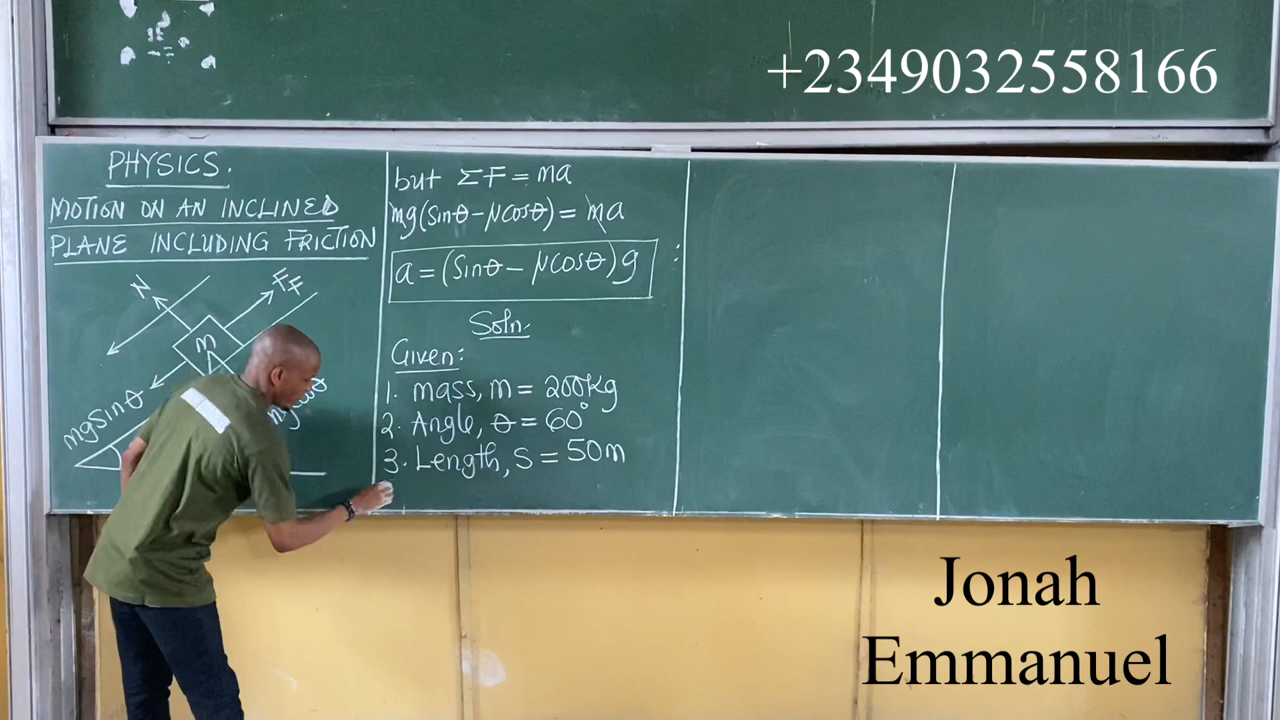 +2349032558166
PHYSICS.
MOTION ON AN INCLINED
PLANE INCLUDING FRICTION
N
FF
m
mgSinθ
but ΣF = ma
mg(Sinθ - μcosθ) = ma
a = (Sinθ - μcosθ)g
Soln.
Given:
1. mass, m = 200kg
2. Angle, θ = 60°
3. Length, S = 50m
Jonah
Emmanuel